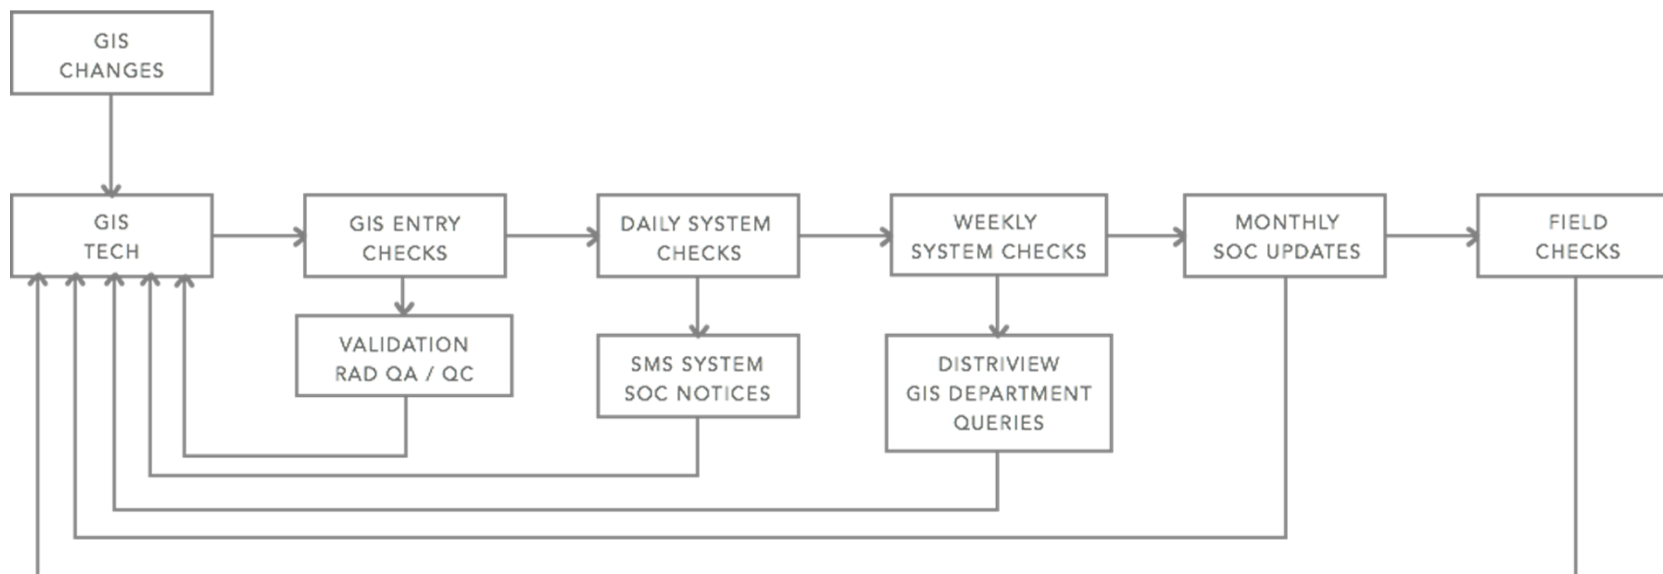 GIS
CHANGES
GIS
TECH
GIS ENTRY
CHECKS
DAILY SYSTEM
CHECKS
WEEKLY
SYSTEM CHECKS
MONTHLY
SOC UPDATES
FIELD
CHECKS
VALIDATION
RAD QA / QC
SMS SYSTEM
SOC NOTICES
DISTRIVIEW
GIS DEPARTMENT
QUERIES